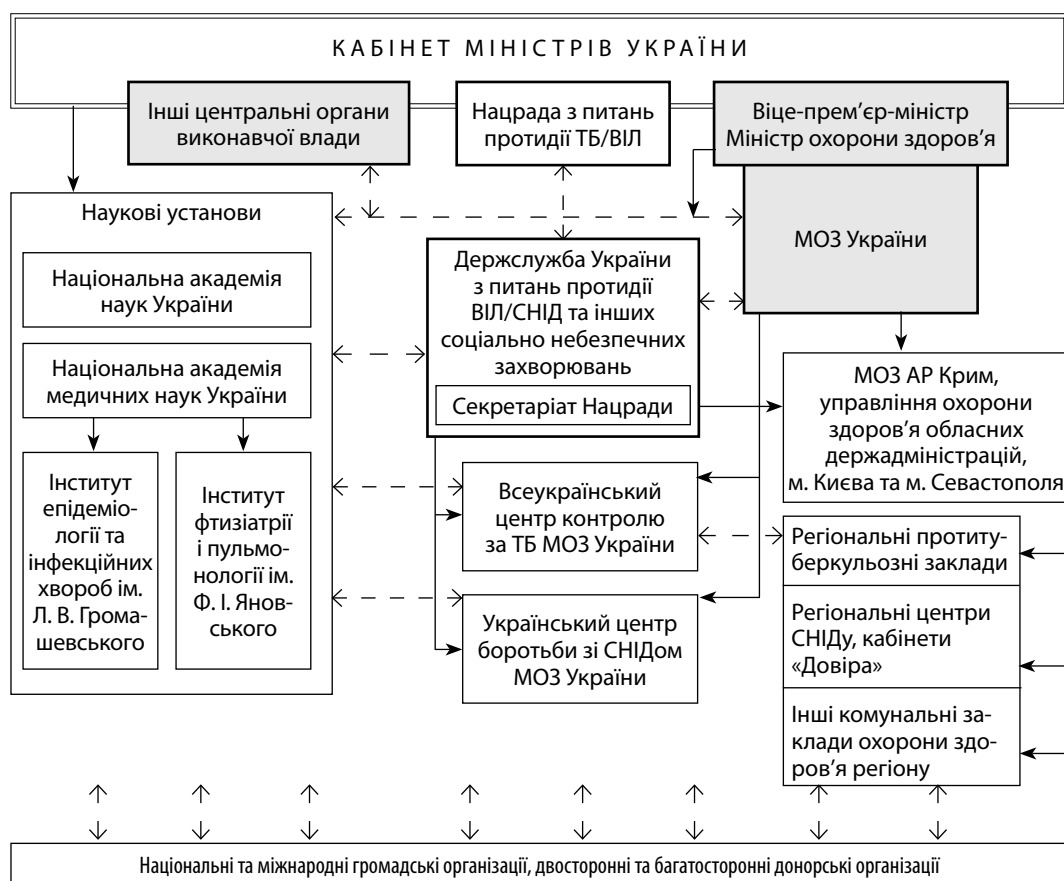 КАБІНЕТ МІНІСТРІВ УКРАЇНИ
Інші центральні органи
виконавчої влади
Нацрада з питань
протидії ТБ/ВІЛ
Віце-прем’єр-міністр
Міністр охорони здоров’я
МОЗ України
Наукові установи
Національна академія
наук України
Національна академія
медичних наук України
Інститут
епідеміо-
логії та
інфекційних
хвороб ім.
Л. В. Грома-
шевського
Інститут
фтизіатрії
і пульмо-
нології ім.
Ф. І. Янов-
ського
Держслужба України
з питань протидії
ВІЛ/СНІД та інших
соціально небезпечних
захворювань
Секретаріат Нацради
Всеукраїнський
центр контролю
за ТБ МОЗ України
Український центр
боротьби зі СНІДом
МОЗ України
МОЗ АР Крим,
управління охорони
здоров’я обласних
держадміністрацій,
м. Києва та м. Севастополя
Регіональні протиту-
беркульозні заклади
Регіональні центри
СНІДу, кабінети
«Довіра»
Інші комунальні за-
клади охорони здо-
ров’я регіону
Національні та міжнародні громадські організації, двосторонні та багатосторонні донорські організації